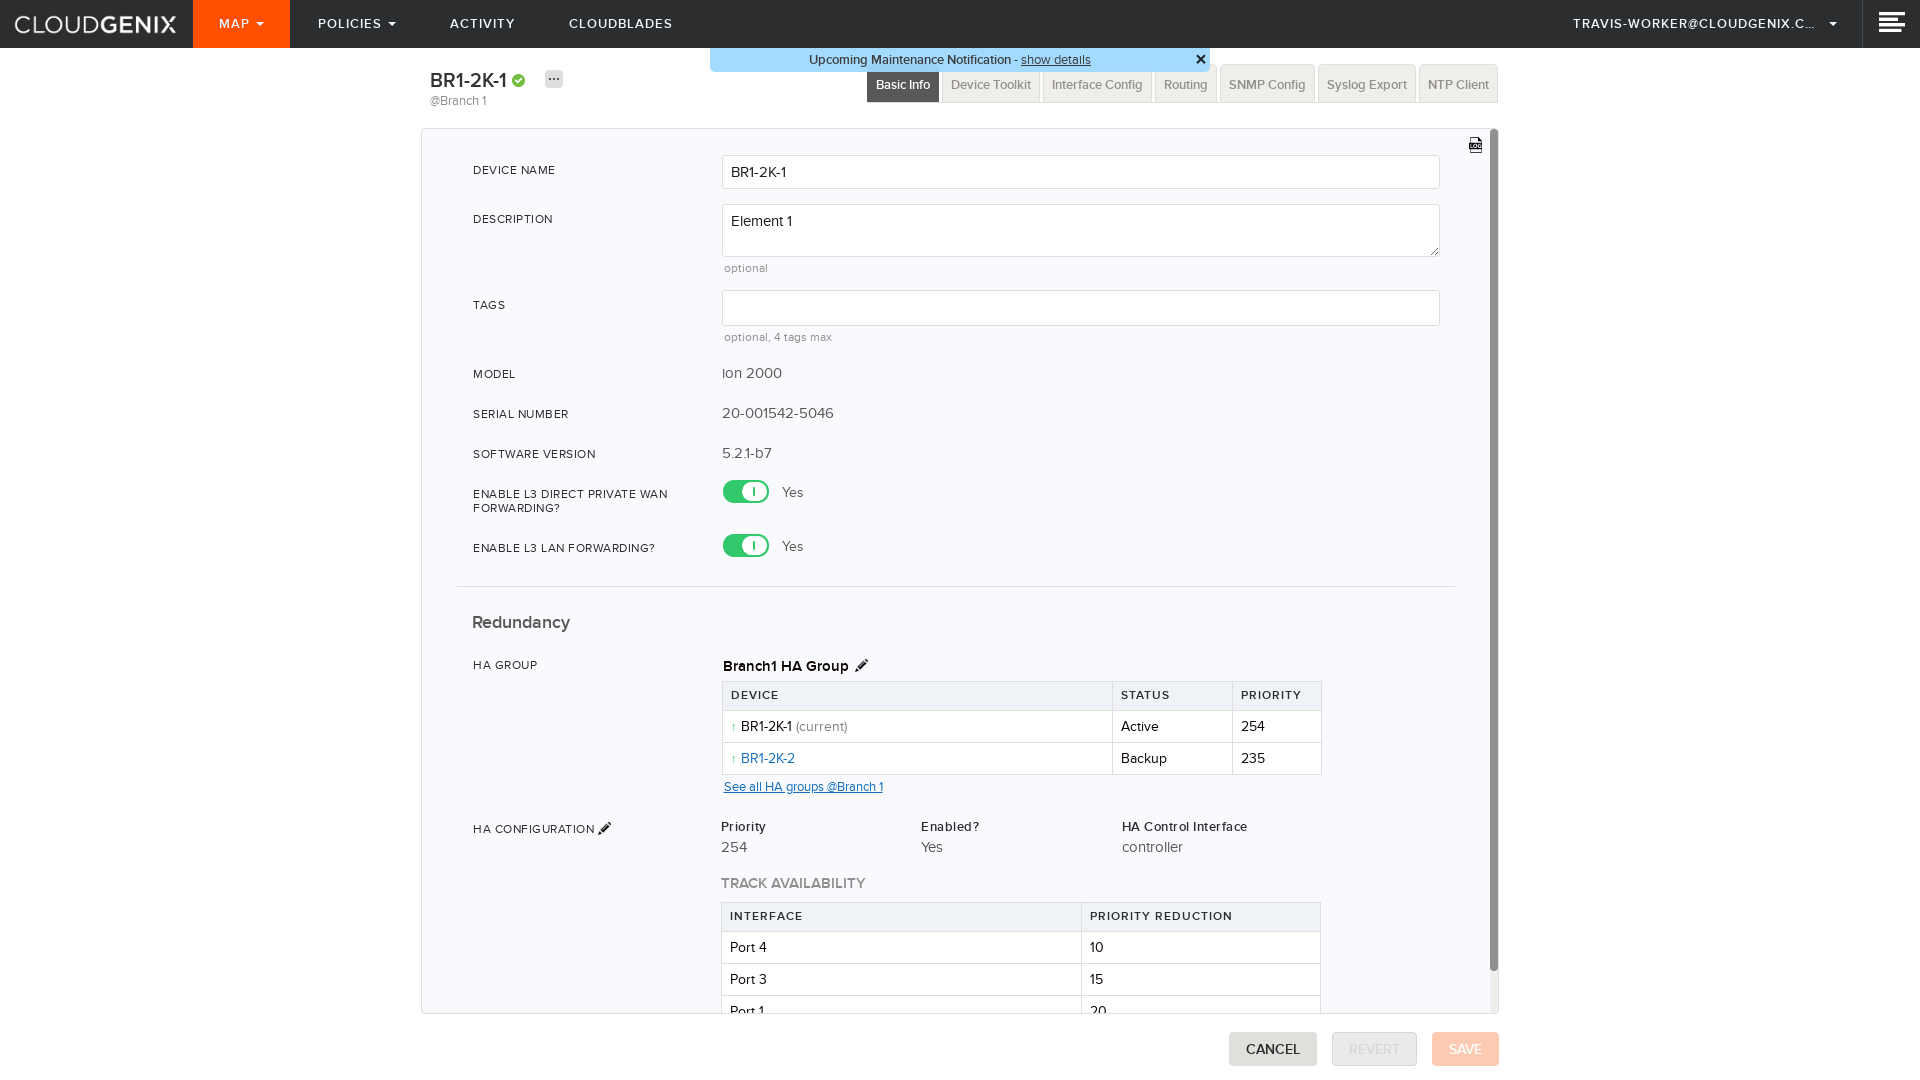 CLOUDGENIX
MAP
POLICIES
ACTIVITY
CLOUDBLADES
TRAVIS-WORKER@CLOUDGENIX.C...
Upcoming Maintenance Notification - show details
BR1-2K-1
@Branch 1
Basic Info
Device Toolkit
Interface Config
Routing
SNMP Config
Syslog Export
NTP Client
LOG
DEVICE NAME
BR1-2K-1
DESCRIPTION
Element 1
optional
TAGS
optional, 4 tags max
MODEL
ion 2000
SERIAL NUMBER
20-001542-5046
SOFTWARE VERSION
5.2.1-b7
ENABLE L3 DIRECT PRIVATE WAN
FORWARDING?
Yes
ENABLE L3 LAN FORWARDING?
Yes
Redundancy
HA GROUP
Branch1 HA Group
DEVICE STATUS PRIORITY
↑ BR1-2K-1 (current) Active 254
↑ BR1-2K-2 Backup 235
See all HA groups @Branch 1
HA CONFIGURATION
Priority Enabled? HA Control Interface
254 Yes controller
TRACK AVAILABILITY
INTERFACE PRIORITY REDUCTION
Port 4 10
Port 3 15
Port 1 20
CANCEL
REVERT
SAVE